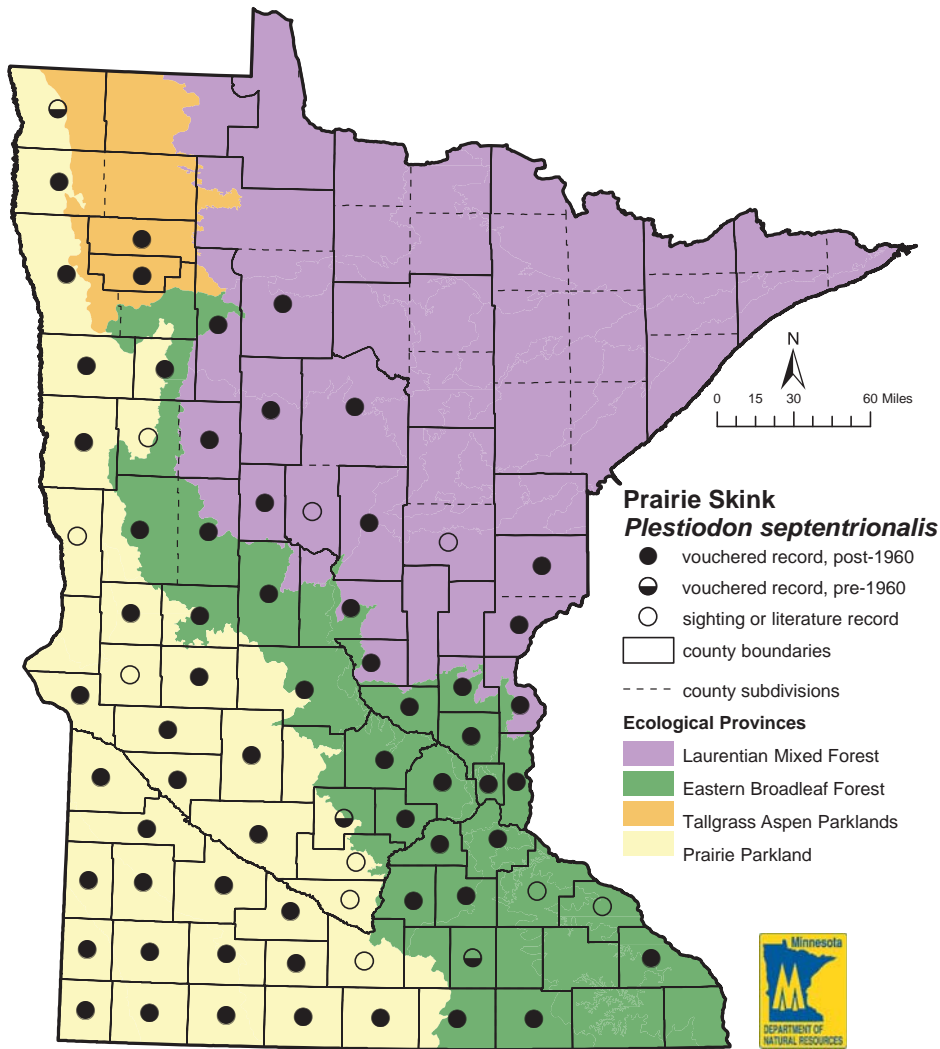 N
0 15 30 60 Miles
Prairie Skink
Plestiodon septentrionalis
vouchered record, post-1960
vouchered record, pre-1960
sighting or literature record
county boundaries
county subdivisions
Ecological Provinces
Laurentian Mixed Forest
Eastern Broadleaf Forest
Tallgrass Aspen Parklands
Prairie Parkland
Minnesota
M
DEPARTMENT OF
NATURAL RESOURCES